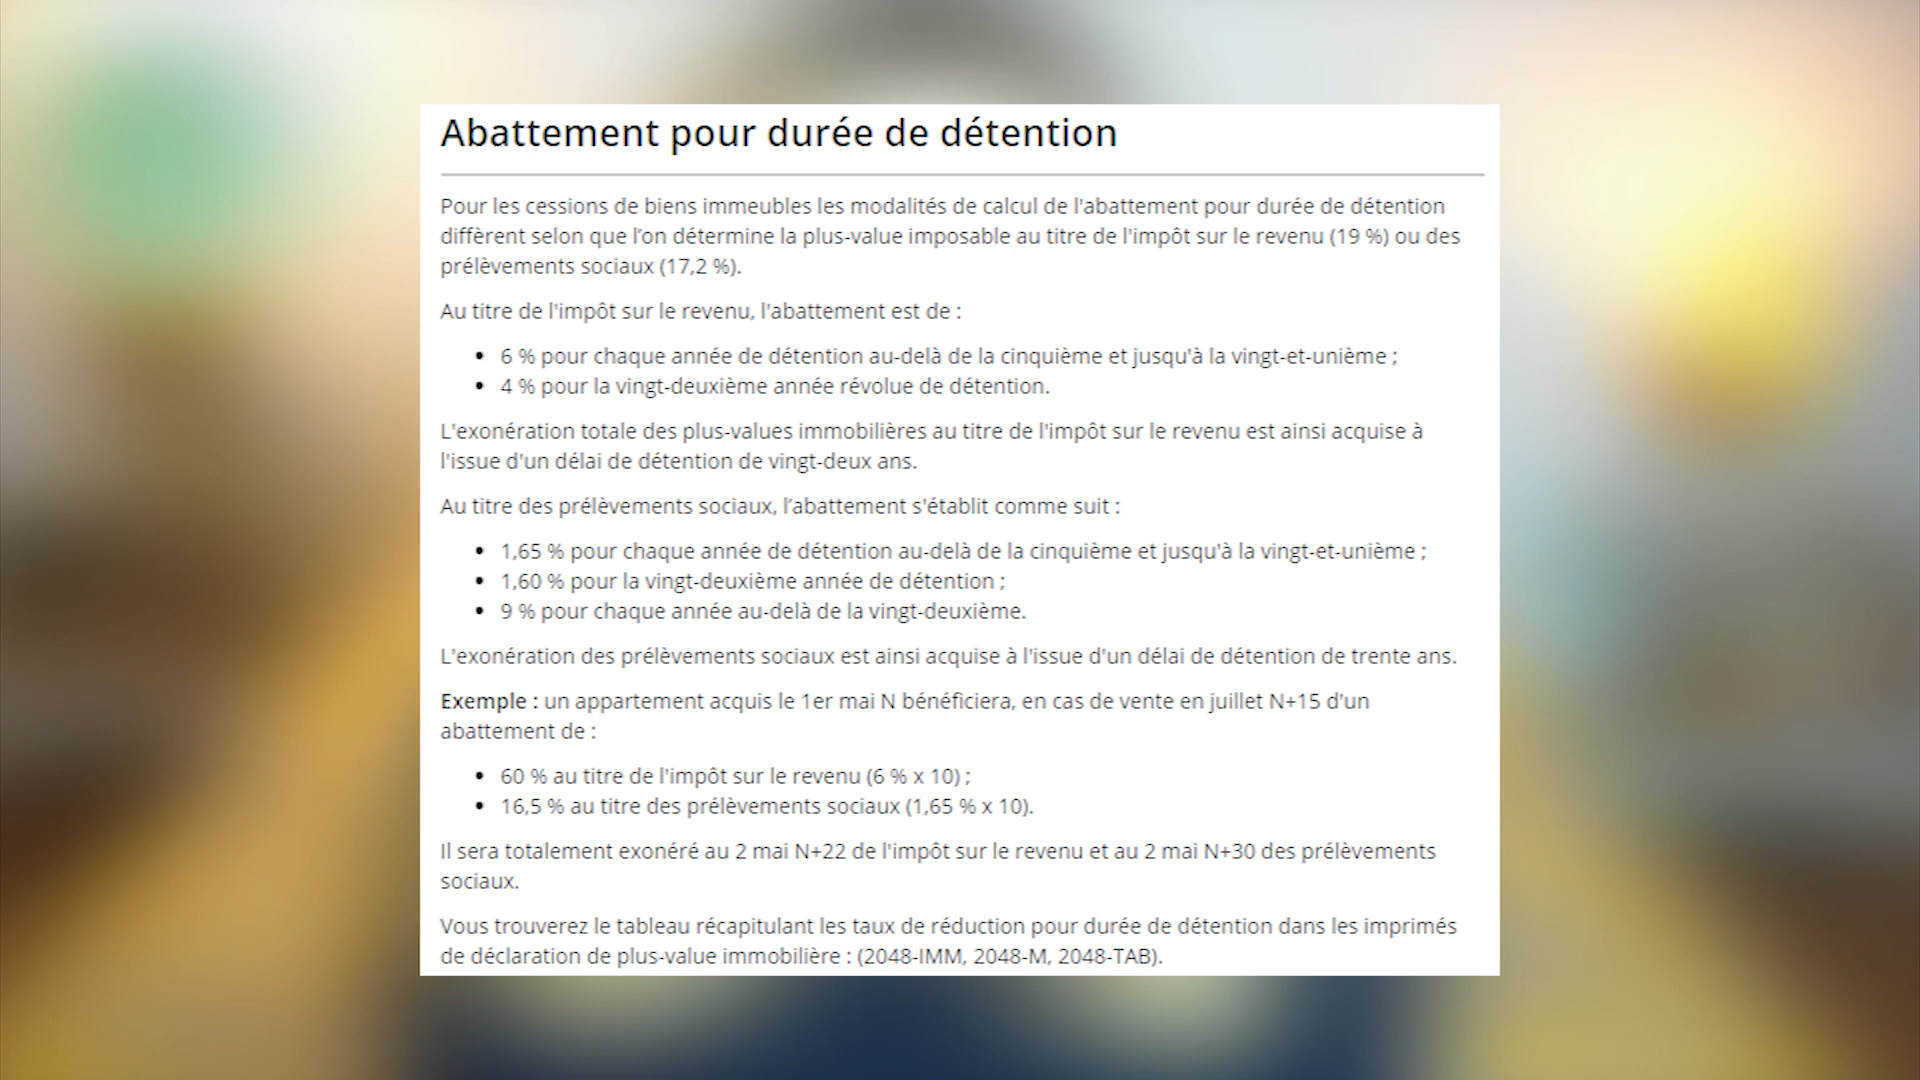 Abattement pour durée de détention
Pour les cessions de biens immeubles les modalités de calcul de l'abattement pour durée de détention
diffèrent selon que l’on détermine la plus-value imposable au titre de l'impôt sur le revenu (19 %) ou des
prélèvements sociaux (17,2 %).
Au titre de l'impôt sur le revenu, l'abattement est de :
• 6 % pour chaque année de détention au-delà de la cinquième et jusqu'à la vingt-et-unième ;
• 4 % pour la vingt-deuxième année révolue de détention.
L'exonération totale des plus-values immobilières au titre de l'impôt sur le revenu est ainsi acquise à
l'issue d'un délai de détention de vingt-deux ans.
Au titre des prélèvements sociaux, l’abattement s'établit comme suit :
• 1,65 % pour chaque année de détention au-delà de la cinquième et jusqu'à la vingt-et-unième ;
• 1,60 % pour la vingt-deuxième année de détention ;
• 9 % pour chaque année au-delà de la vingt-deuxième.
L'exonération des prélèvements sociaux est ainsi acquise à l'issue d'un délai de détention de trente ans.
Exemple : un appartement acquis le 1er mai N bénéficiera, en cas de vente en juillet N+15 d'un
abattement de :
• 60 % au titre de l'impôt sur le revenu (6 % x 10) ;
• 16,5 % au titre des prélèvements sociaux (1,65 % x 10).
Il sera totalement exonéré au 2 mai N+22 de l'impôt sur le revenu et au 2 mai N+30 des prélèvements
sociaux.
Vous trouverez le tableau récapitulant les taux de réduction pour durée de détention dans les imprimés
de déclaration de plus-value immobilière : (2048-IMM, 2048-M, 2048-TAB).